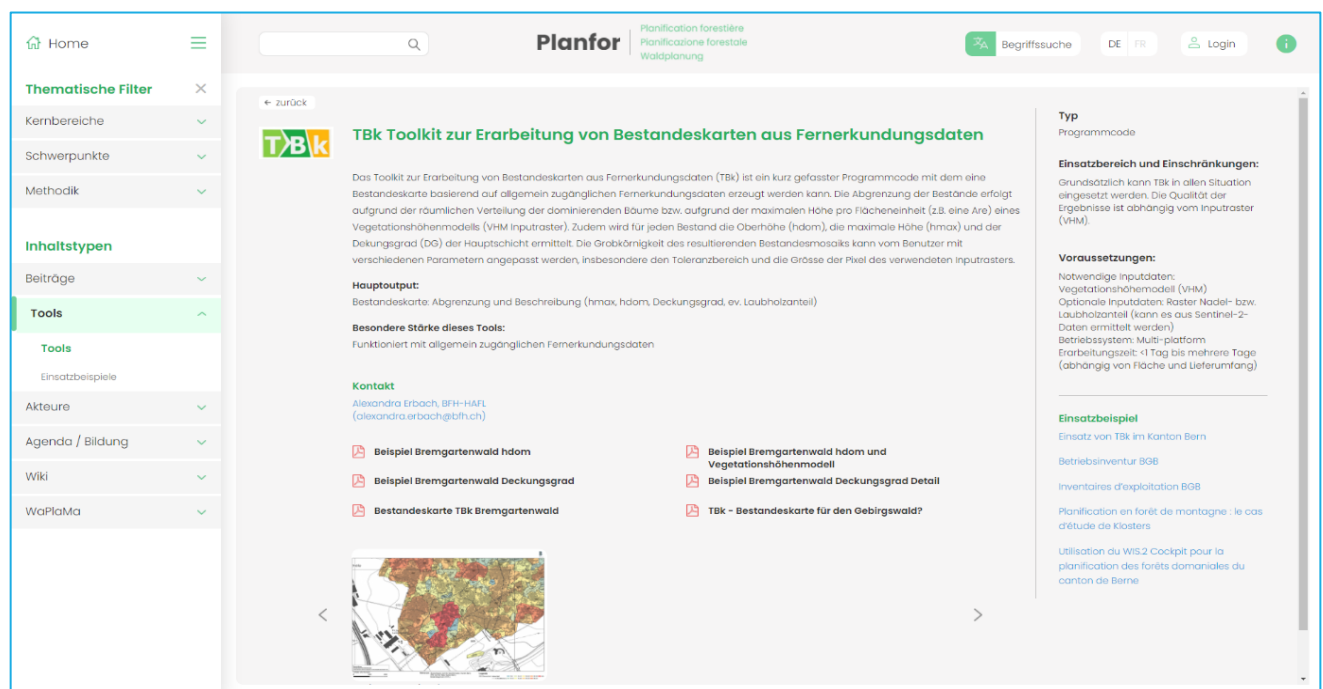 Home
Planfor
Planification forestière
Planificazione forestale
Waldplanung
Begriffssuche
DE FR
Login
Thematische Filter
Kernbereiche
Schwerpunkte
Methodik
Inhaltstypen
Beiträge
Tools
Tools
Einsatzbeispiele
Akteure
Agenda / Bildung
Wiki
WaPlaMa
← zurück
TBk
TBk Toolkit zur Erarbeitung von Bestandeskarten aus Fernerkundungsdaten
Das Toolkit zur Erarbeitung von Bestandeskarten aus Fernerkundungsdaten (TBk) ist ein kurz gefasster Programmcode mit dem eine
Bestandeskarte basierend auf allgemein zugänglichen Fernerkundungsdaten erzeugt werden kann. Die Abgrenzung der Bestände erfolgt
aufgrund der räumlichen Verteilung der dominierenden Bäume bzw. aufgrund der maximalen Höhe pro Flächeneinheit (z.B. eine Are) eines
Vegetationshöhenmodells (VHM Inputraster). Zudem wird für jeden Bestand die Oberhöhe (hdom), die maximale Höhe (hmax) und der
Dekungsgrad (DG) der Hauptschicht ermittelt. Die Grobkörnigkeit des resultierenden Bestandesmosaiks kann vom Benutzer mit
verschiedenen Parametern angepasst werden, insbesondere den Toleranzbereich und die Grösse der Pixel des verwendeten Inputrasters.
Hauptoutput:
Bestandeskarte: Abgrenzung und Beschreibung (hmax, hdom, Deckungsgrad, ev. Laubholzanteil)
Besondere Stärke dieses Tools:
Funktioniert mit allgemein zugänglichen Fernerkundungsdaten
Kontakt
Alexandra Erbach, BFH-HAFL
(alexandra.erbach@bfh.ch)
Beispiel Bremgartenwald hdom
Beispiel Bremgartenwald hdom und
Vegetationshöhenmodell
Beispiel Bremgartenwald Deckungsgrad
Beispiel Bremgartenwald Deckungsgrad Detail
Bestandeskarte TBk Bremgartenwald
TBk - Bestandeskarte für den Gebirgswald?
Typ
Programmcode
Einsatzbereich und Einschränkungen:
Grundsätzlich kann TBk in allen Situation
eingesetzt werden. Die Qualität der
Ergebnisse ist abhängig vom Inputraster
(VHM).
Voraussetzungen:
Notwendige Inputdaten:
Vegetationshöhemodell (VHM)
Optionale Inputdaten: Raster Nadel- bzw.
Laubholzanteil (kann es aus Sentinel-2-
Daten ermittelt werden)
Betriebssystem: Multi-platform
Erarbeitungszeit: <1 Tag bis mehrere Tage
(abhängig von Fläche und Lieferumfang)
Einsatzbeispiel
Einsatz von TBk im Kanton Bern
Betriebsinventur BGB
Inventaires d'exploitation BGB
Planification en forêt de montagne : le cas
d'étude de Klosters
Utilisation du WIS.2 Cockpit pour la
planification des forêts domaniales du
canton de Berne